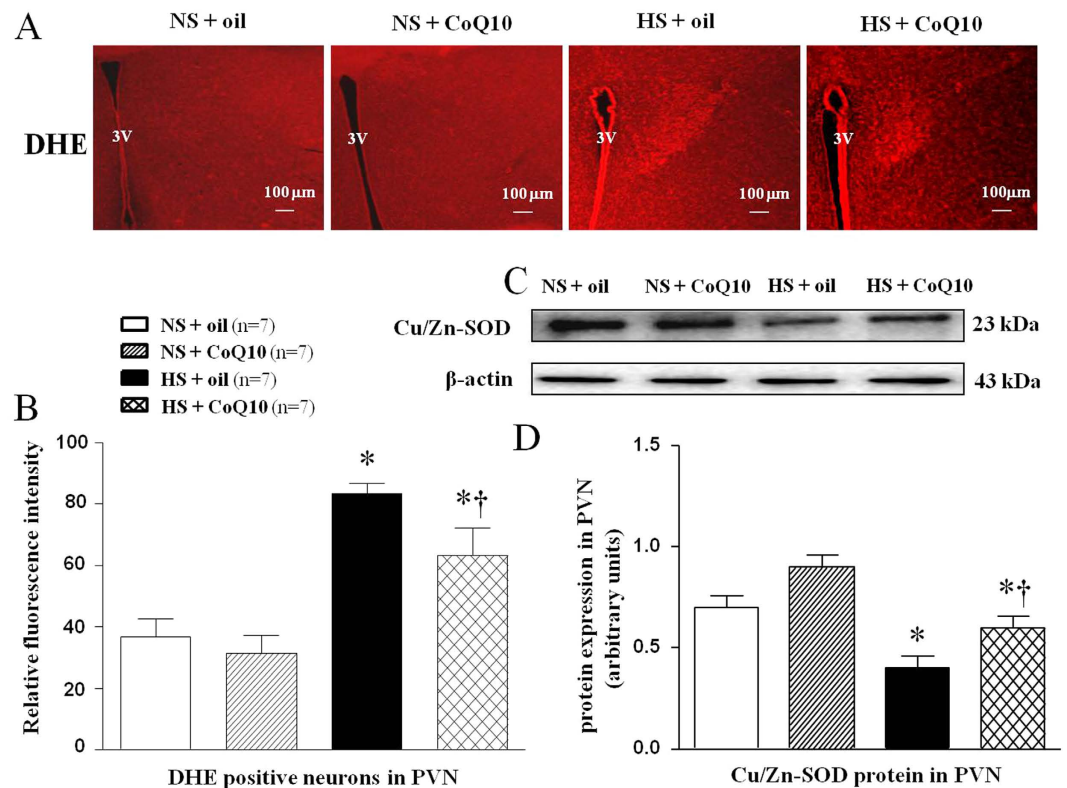 A
NS + oil
NS + CoQ10
HS + oil
HS + CoQ10
DHE
3V
100 μm
3V
100 μm
3V
100 μm
3V
100 μm
C
NS + oil
NS + CoQ10
HS + oil
HS + CoQ10
Cu/Zn-SOD
23 kDa
β-actin
43 kDa
NS + oil (n=7)
NS + CoQ10 (n=7)
HS + oil (n=7)
HS + CoQ10 (n=7)
B
Relative fluorescence intensity
100
80
60
40
20
0
*
*†
DHE positive neurons in PVN
D
protein expression in PVN
(arbitrary units)
1.5
1.0
0.5
0.0
*
*†
Cu/Zn-SOD protein in PVN